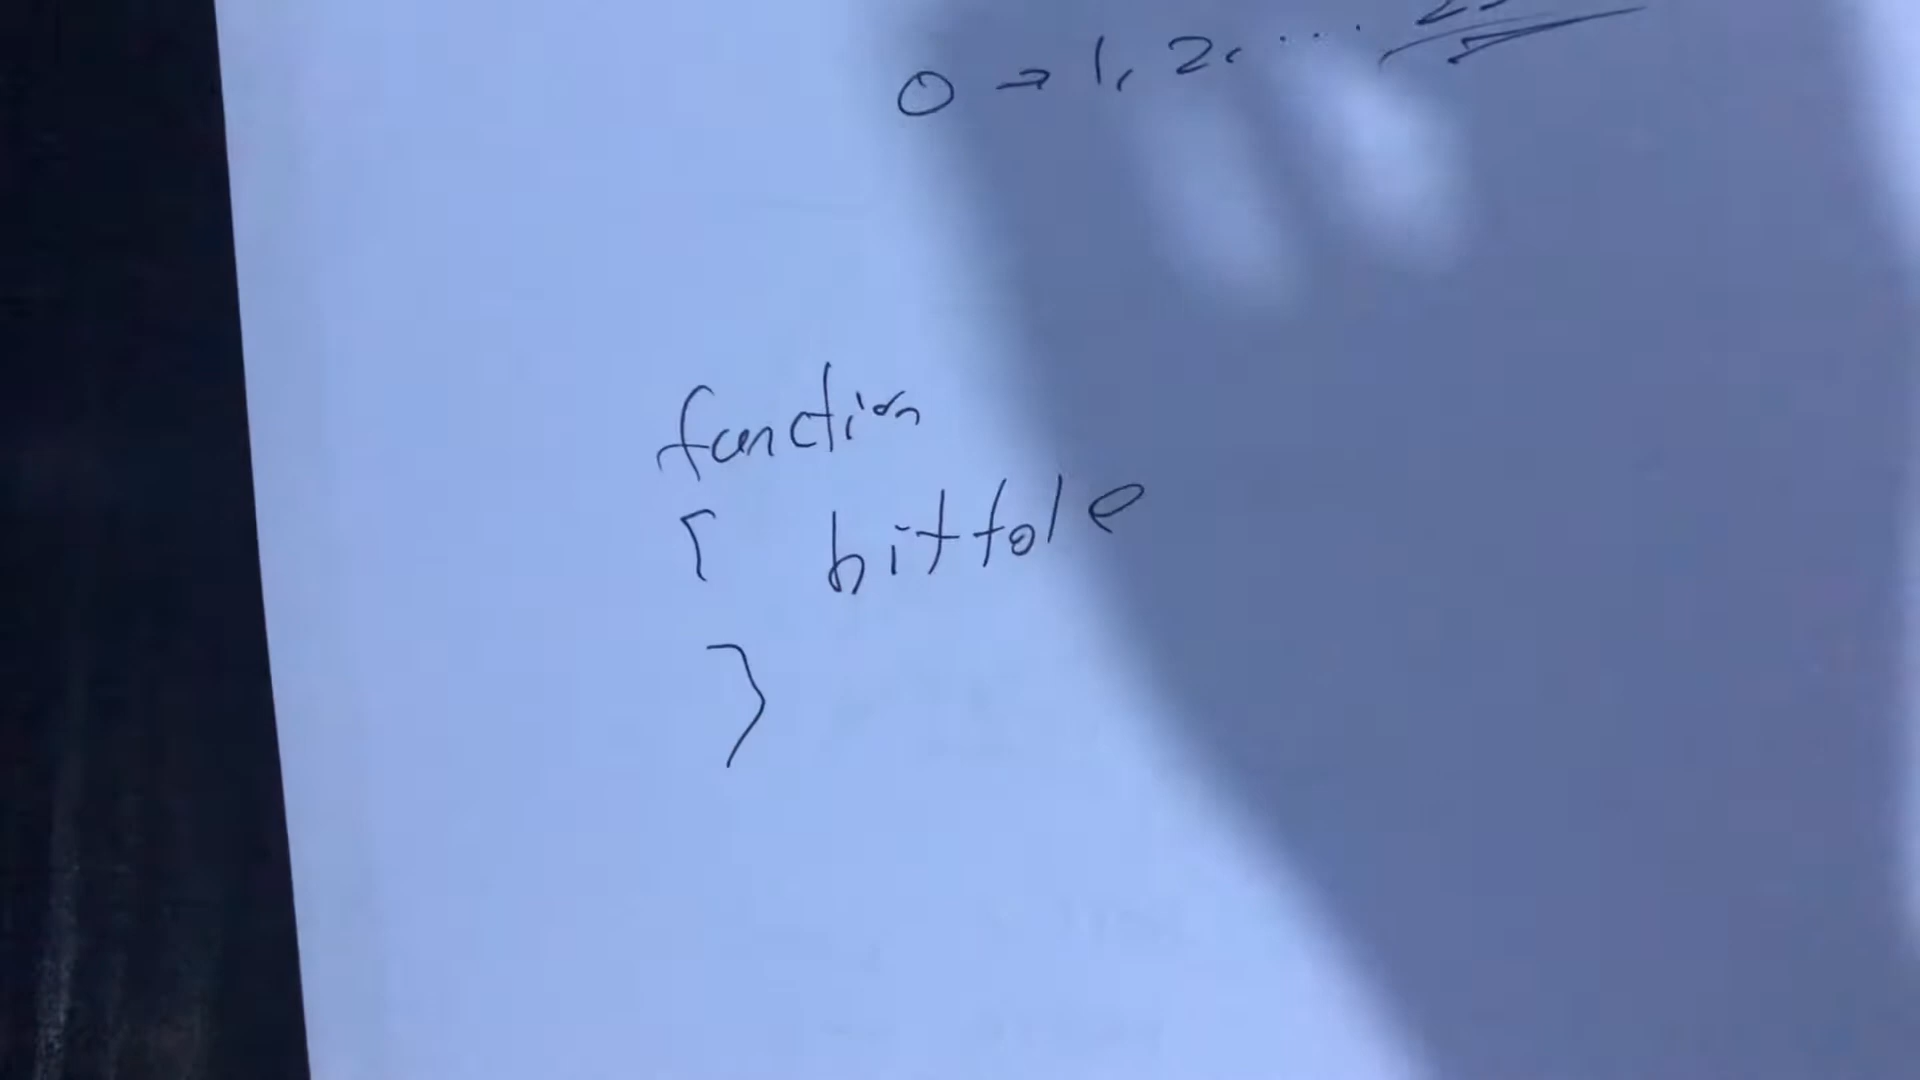 0 → 1, 2, ....
function
{ bitfole
}